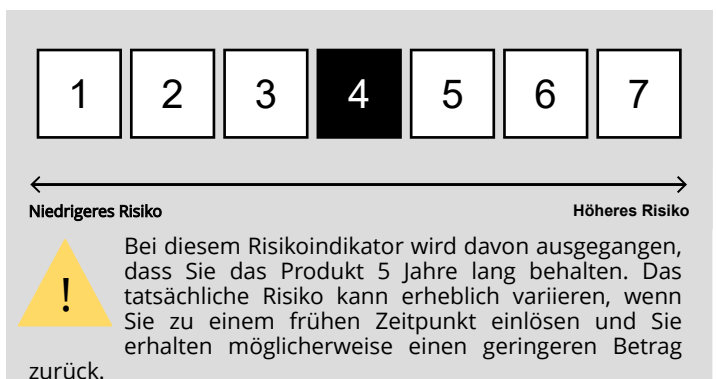 1 2 3 4 5 6 7
Niedrigeres Risiko Höheres Risiko
!
Bei diesem Risikoindikator wird davon ausgegangen,
dass Sie das Produkt 5 Jahre lang behalten. Das
tatsächliche Risiko kann erheblich variieren, wenn
Sie zu einem frühen Zeitpunkt einlösen und Sie
erhalten möglicherweise einen geringeren Betrag
zurück.